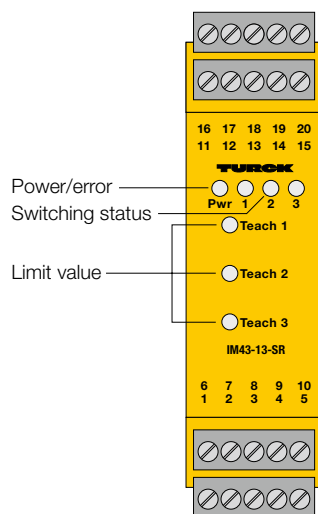 16 17 18 19 20
11 12 13 14 15
TURCK
Power/error
Pwr 1 2 3
Switching status
Teach 1
Limit value
Teach 2
Teach 3
IM43-13-SR
6 7 8 9 10
1 2 3 4 5